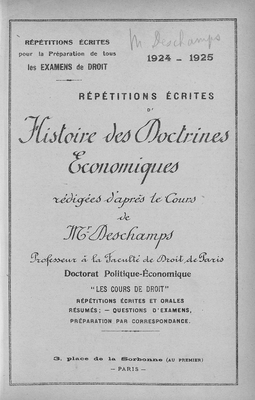 RÉPÉTITIONS ÉCRITES
pour la Préparation de tous
les EXAMENS de DROIT
M Deschamps
1924 - 1925
RÉPÉTITIONS ÉCRITES
D'
Histoire des Doctrines
Economiques
rédigées d'après le Cours
de
Mr Deschamps
Professeur à la Faculté de Droit de Paris
Doctorat Politique-Économique
"LES COURS DE DROIT"
RÉPÉTITIONS ÉCRITES ET ORALES
RÉSUMÉS; — QUESTIONS D'EXAMENS,
PRÉPARATION PAR CORRESPONDANCE.
3, place de la Sorbonne (AU PREMIER)
— PARIS —